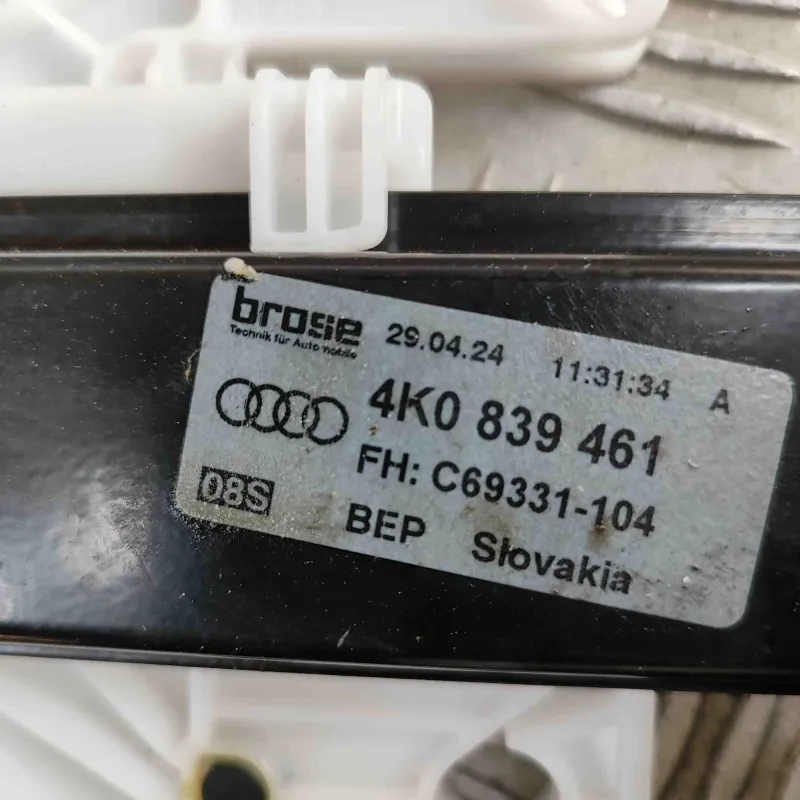 brose 29.04.24 11:31:34 A
Technik für Automobile
4K0 839 461
FH: C69331-104
08S BEP Slovakia